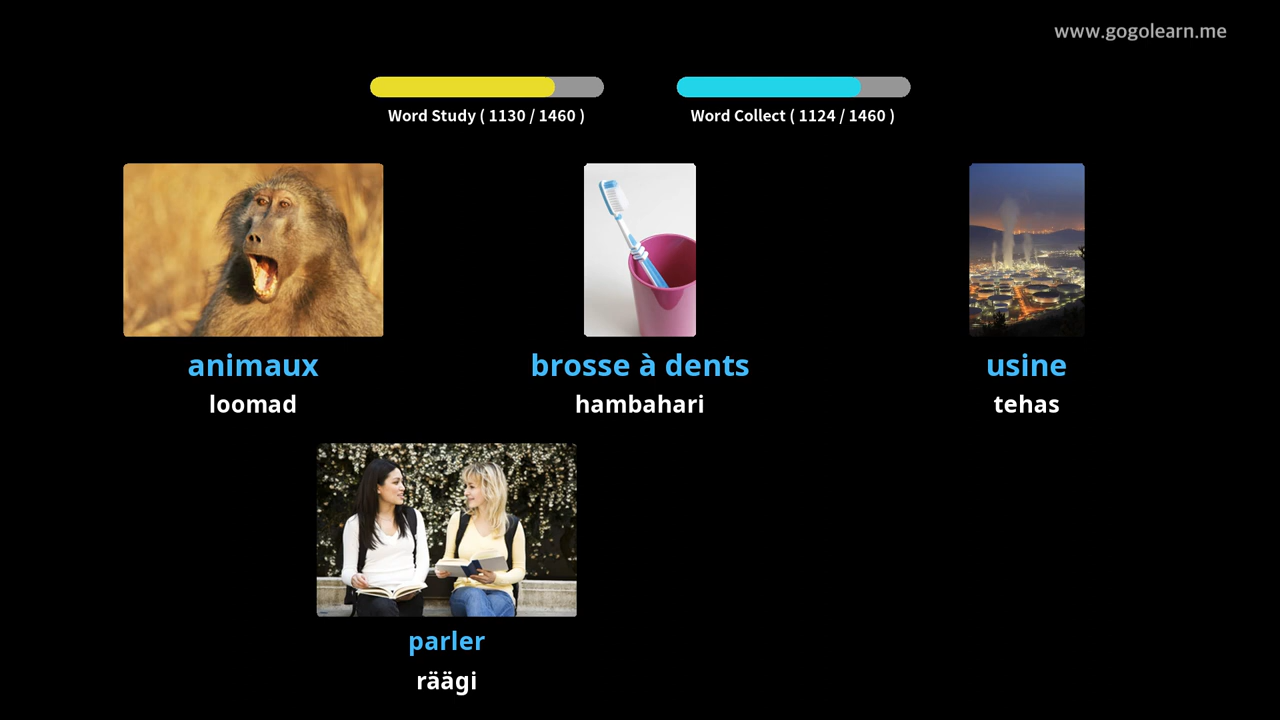 www.gogolearn.me
Word Study ( 1130 / 1460 )
Word Collect ( 1124 / 1460 )
animaux
loomad
brosse à dents
hambahari
usine
tehas
parler
räägi